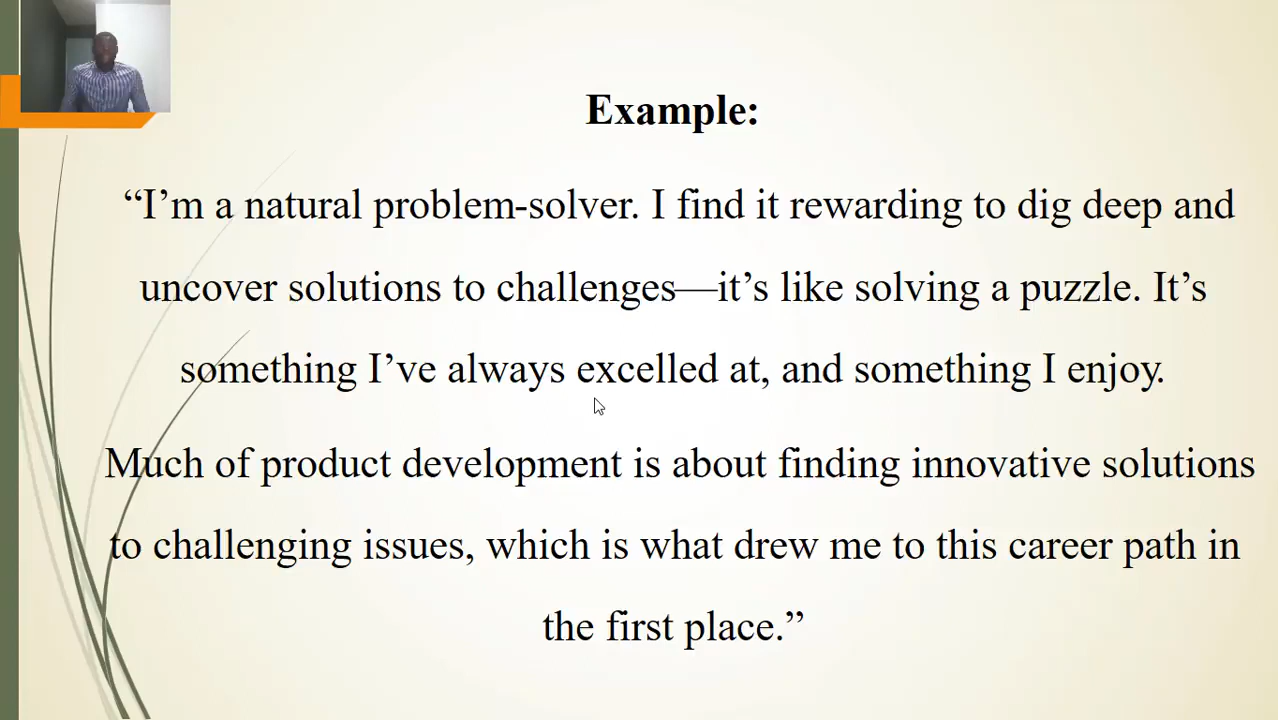 Example:
“I’m a natural problem-solver. I find it rewarding to dig deep and
uncover solutions to challenges—it’s like solving a puzzle. It’s
something I’ve always excelled at, and something I enjoy.
Much of product development is about finding innovative solutions
to challenging issues, which is what drew me to this career path in
the first place.”